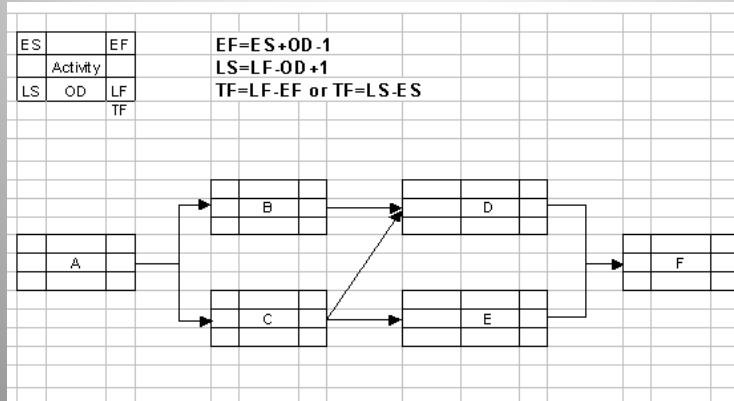 ES EF
Activity
LS OD LF
TF
EF=ES+OD-1
LS=LF-OD+1
TF=LF-EF or TF=LS-ES
B D
A F
C E